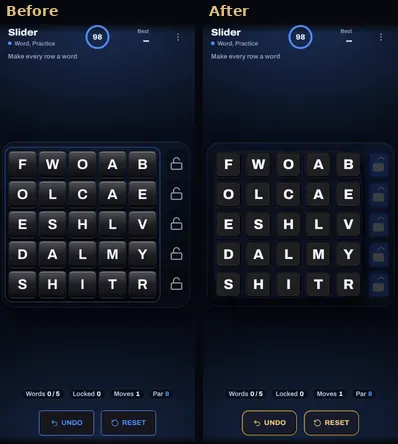 Before
Slider
98
Best
–
Word, Practice
Make every row a word
F W O A B
O L C A E
E S H L V
D A L M Y
S H I T R
Words 0 / 5 Locked 0 Moves 1 Par 8
UNDO RESET
After
Slider
98
Best
–
Word, Practice
Make every row a word
F W O A B
O L C A E
E S H L V
D A L M Y
S H I T R
Words 0 / 5 Locked 0 Moves 1 Par 8
UNDO RESET